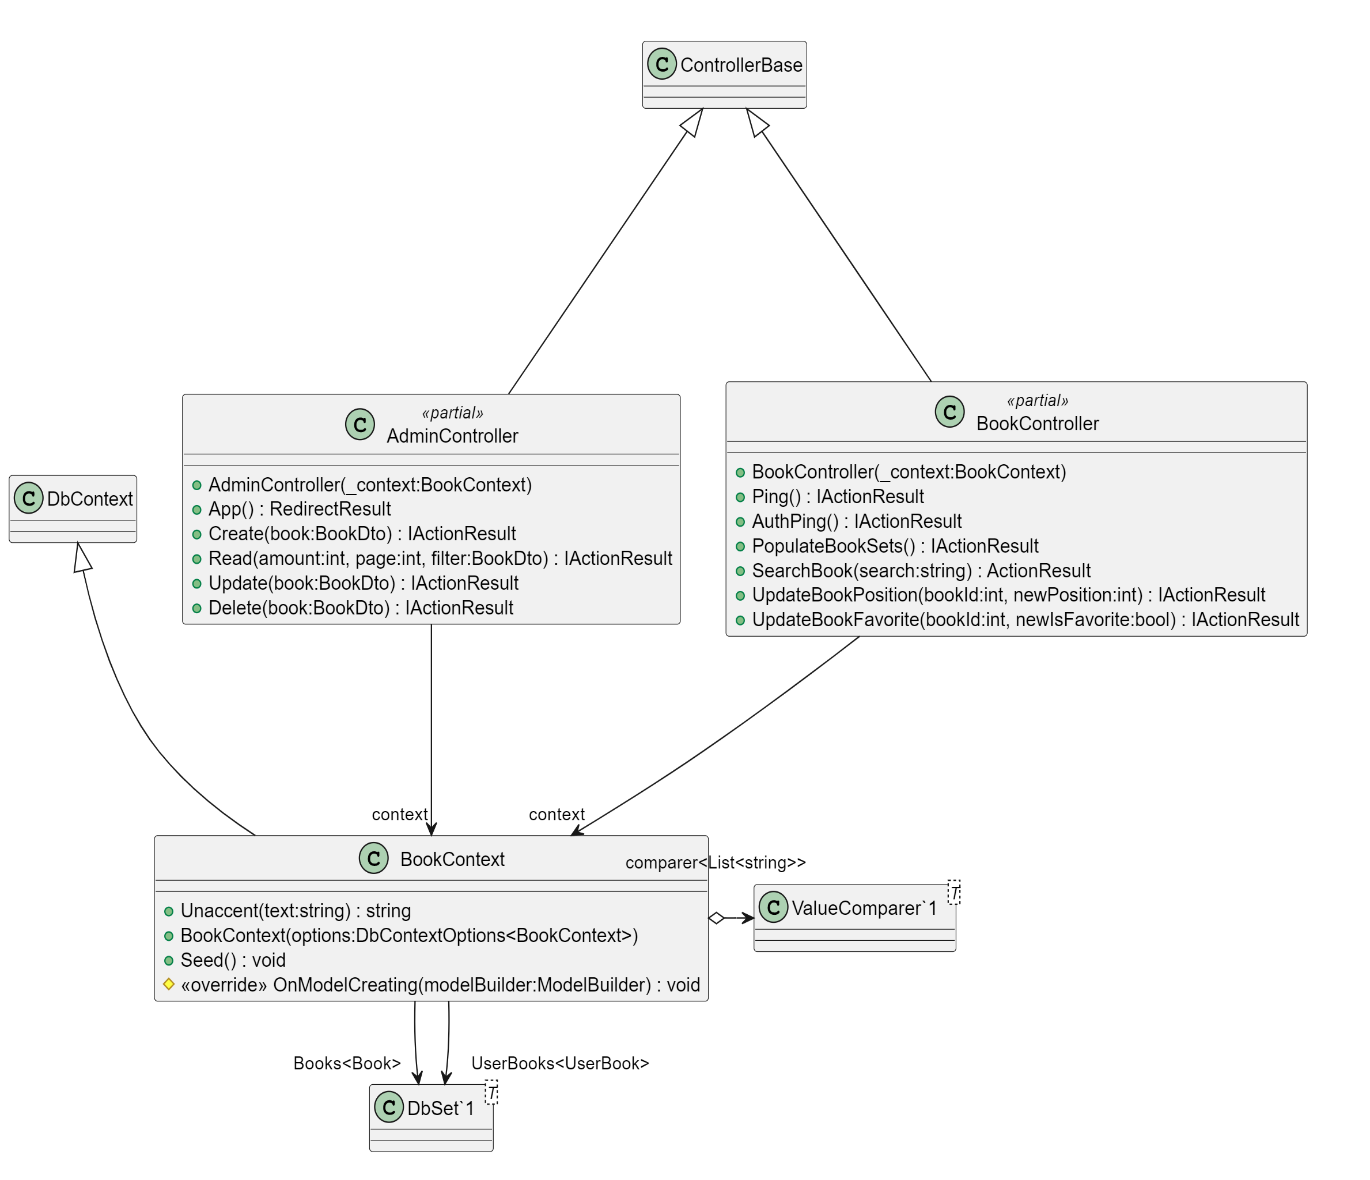 C ControllerBase
«partial»
C AdminController
AdminController(_context:BookContext)
App() : RedirectResult
Create(book:BookDto) : IActionResult
Read(amount:int, page:int, filter:BookDto) : IActionResult
Update(book:BookDto) : IActionResult
Delete(book:BookDto) : IActionResult
«partial»
C BookController
BookController(_context:BookContext)
Ping() : IActionResult
AuthPing() : IActionResult
PopulateBookSets() : IActionResult
SearchBook(search:string) : ActionResult
UpdateBookPosition(bookId:int, newPosition:int) : IActionResult
UpdateBookFavorite(bookId:int, newIsFavorite:bool) : IActionResult
C DbContext
context
context
C BookContext
Unaccent(text:string) : string
BookContext(options:DbContextOptions<BookContext>)
Seed() : void
«override» OnModelCreating(modelBuilder:ModelBuilder) : void
comparer<List<string>>
C ValueComparer`1
T
Books<Book>
UserBooks<UserBook>
C DbSet`1
T